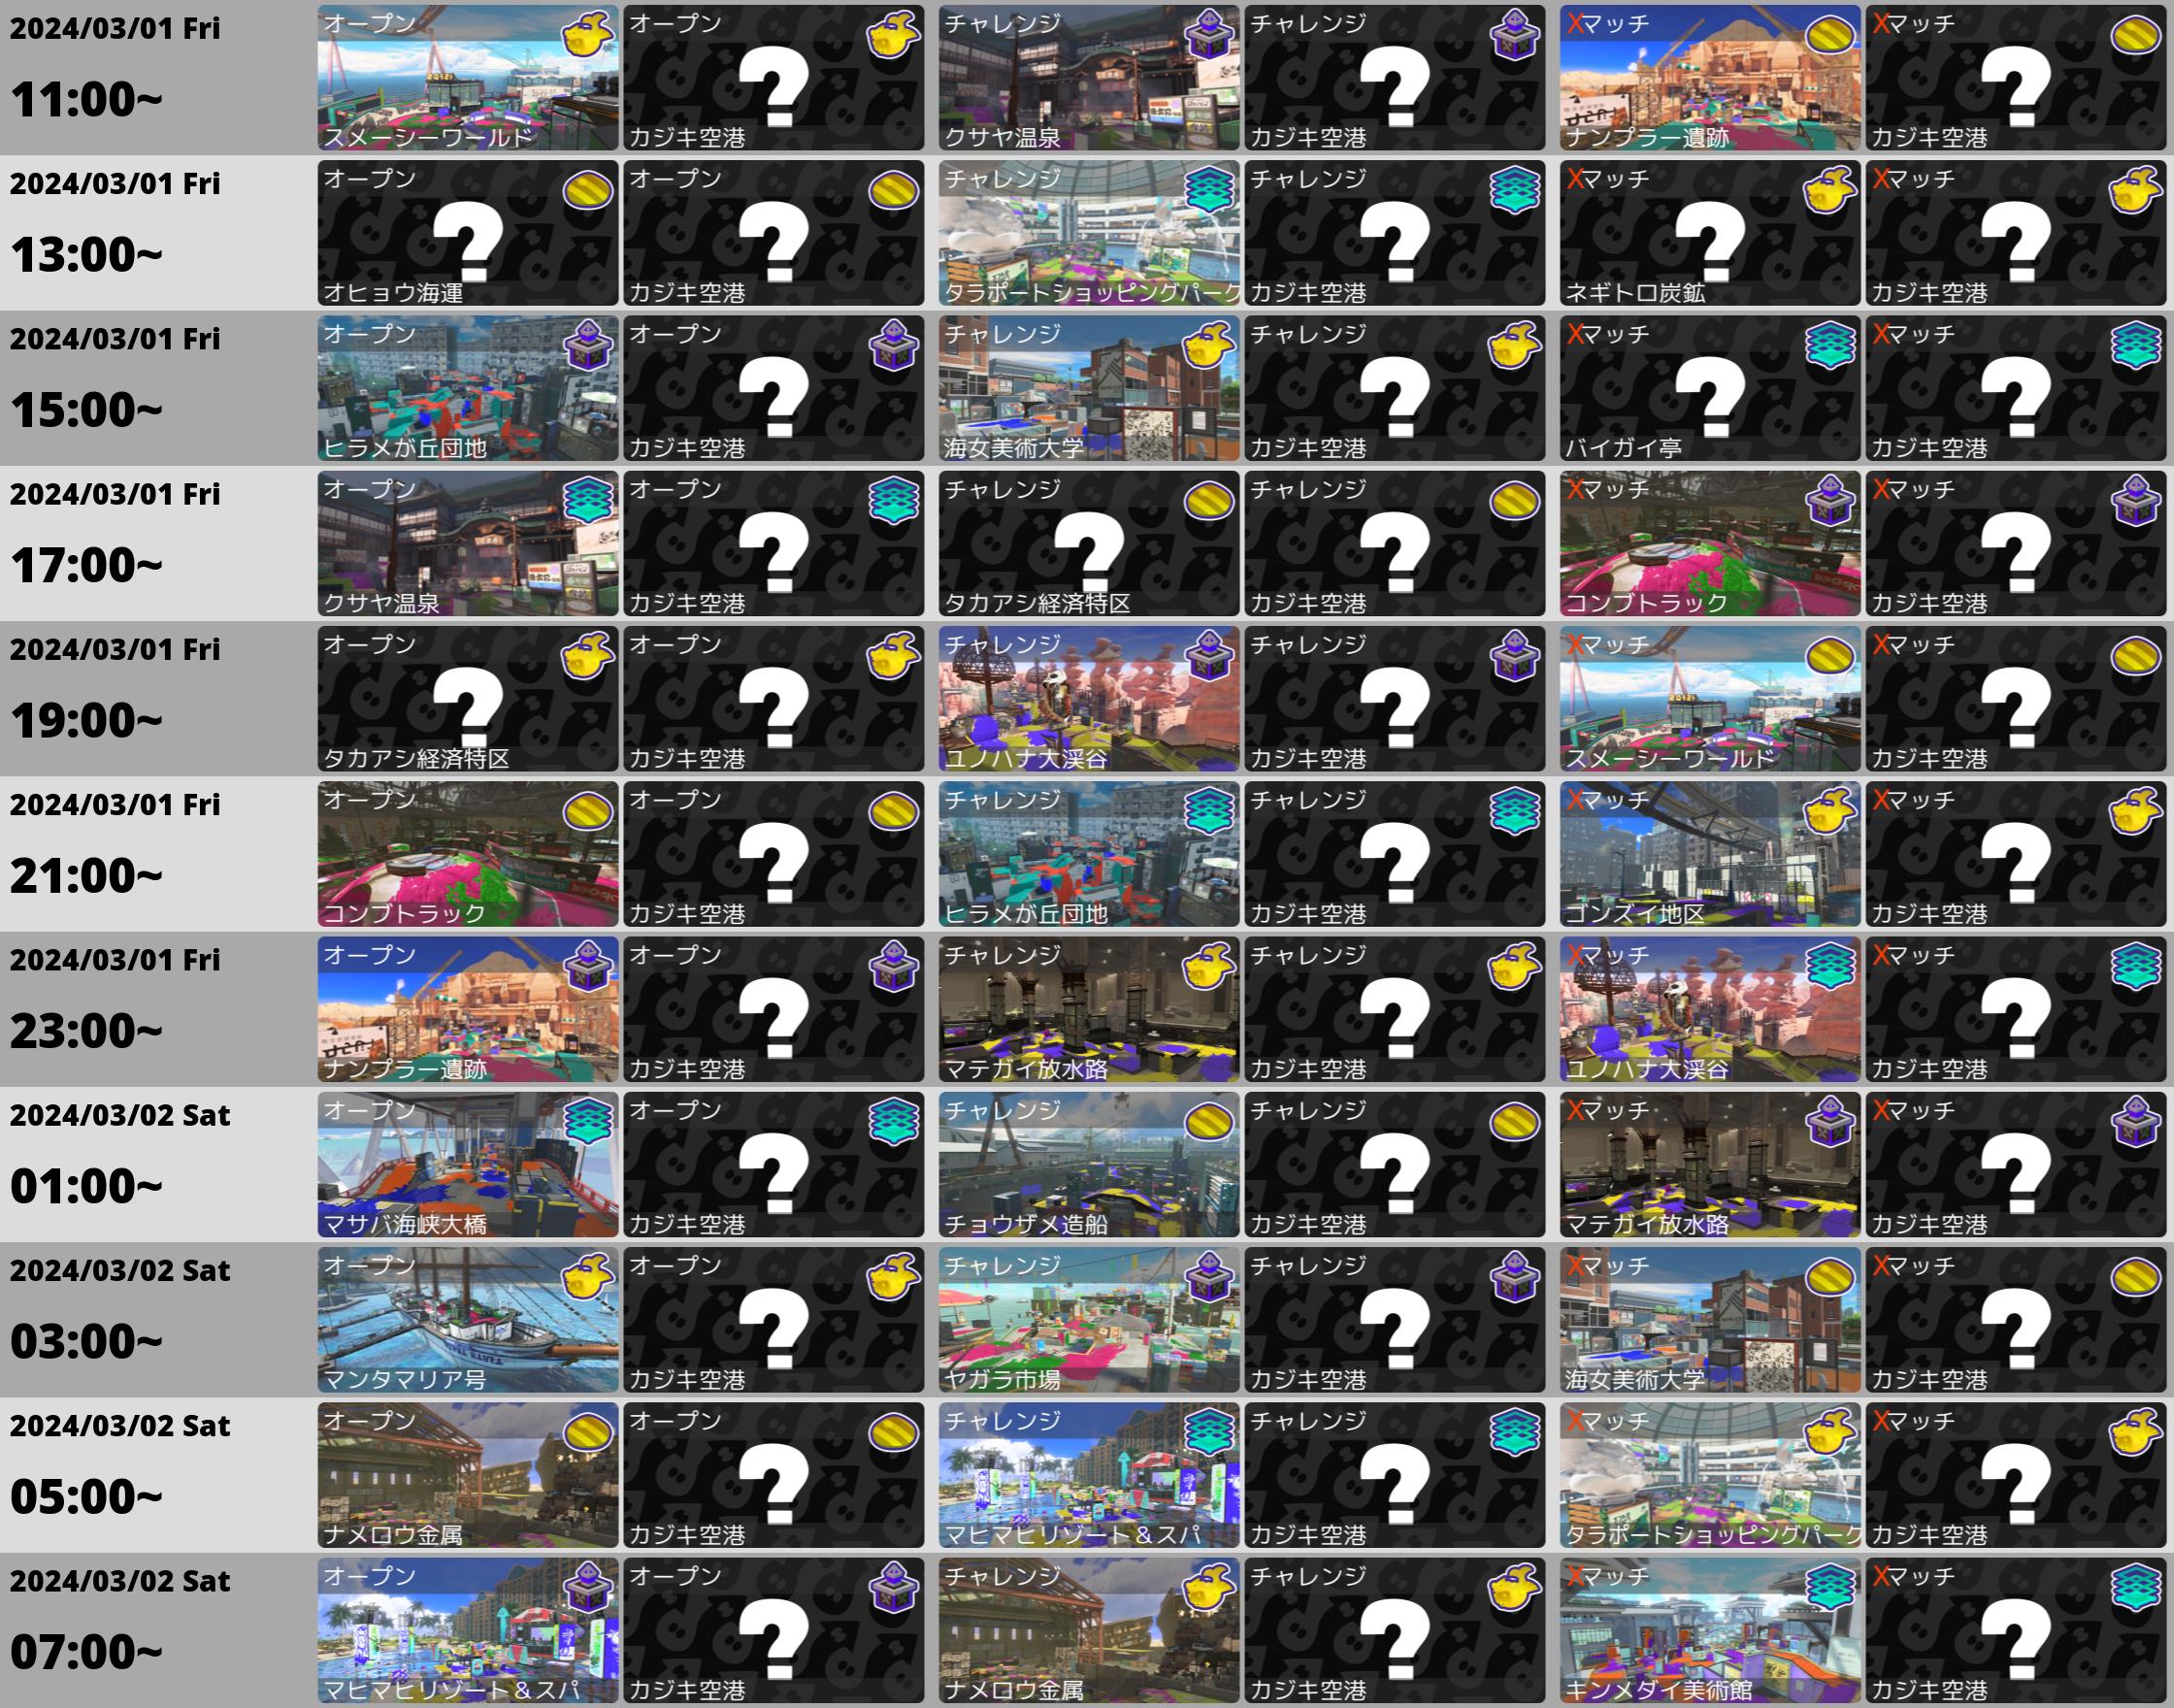 2024/03/01 Fri
11:00~
オープン
スメーシーワールド
オープン
カジキ空港
チャレンジ
クサヤ温泉
チャレンジ
カジキ空港
Xマッチ
ナンプラー遺跡
Xマッチ
カジキ空港
2024/03/01 Fri
13:00~
オープン
オヒョウ海運
オープン
カジキ空港
チャレンジ
タラポートショッピングパーク
チャレンジ
カジキ空港
Xマッチ
ネギトロ炭鉱
Xマッチ
カジキ空港
2024/03/01 Fri
15:00~
オープン
ヒラメが丘団地
オープン
カジキ空港
チャレンジ
海女美術大学
チャレンジ
カジキ空港
Xマッチ
バイガイ亭
Xマッチ
カジキ空港
2024/03/01 Fri
17:00~
オープン
クサヤ温泉
オープン
カジキ空港
チャレンジ
タカアシ経済特区
チャレンジ
カジキ空港
Xマッチ
コンブトラック
Xマッチ
カジキ空港
2024/03/01 Fri
19:00~
オープン
タカアシ経済特区
オープン
カジキ空港
チャレンジ
ユノハナ大渓谷
チャレンジ
カジキ空港
Xマッチ
スメーシーワールド
Xマッチ
カジキ空港
2024/03/01 Fri
21:00~
オープン
コンブトラック
オープン
カジキ空港
チャレンジ
ヒラメが丘団地
チャレンジ
カジキ空港
Xマッチ
ゴンズイ地区
Xマッチ
カジキ空港
2024/03/01 Fri
23:00~
オープン
ナンプラー遺跡
オープン
カジキ空港
チャレンジ
マテガイ放水路
チャレンジ
カジキ空港
Xマッチ
ユノハナ大渓谷
Xマッチ
カジキ空港
2024/03/02 Sat
01:00~
オープン
マサバ海峡大橋
オープン
カジキ空港
チャレンジ
チョウザメ造船
チャレンジ
カジキ空港
Xマッチ
マテガイ放水路
Xマッチ
カジキ空港
2024/03/02 Sat
03:00~
オープン
マンタマリア号
オープン
カジキ空港
チャレンジ
ヤガラ市場
チャレンジ
カジキ空港
Xマッチ
海女美術大学
Xマッチ
カジキ空港
2024/03/02 Sat
05:00~
オープン
ナメロウ金属
オープン
カジキ空港
チャレンジ
マヒマヒリゾート＆スパ
チャレンジ
カジキ空港
Xマッチ
タラポートショッピングパーク
Xマッチ
カジキ空港
2024/03/02 Sat
07:00~
オープン
マヒマヒリゾート＆スパ
オープン
カジキ空港
チャレンジ
ナメロウ金属
チャレンジ
カジキ空港
Xマッチ
キンメダイ美術館
Xマッチ
カジキ空港